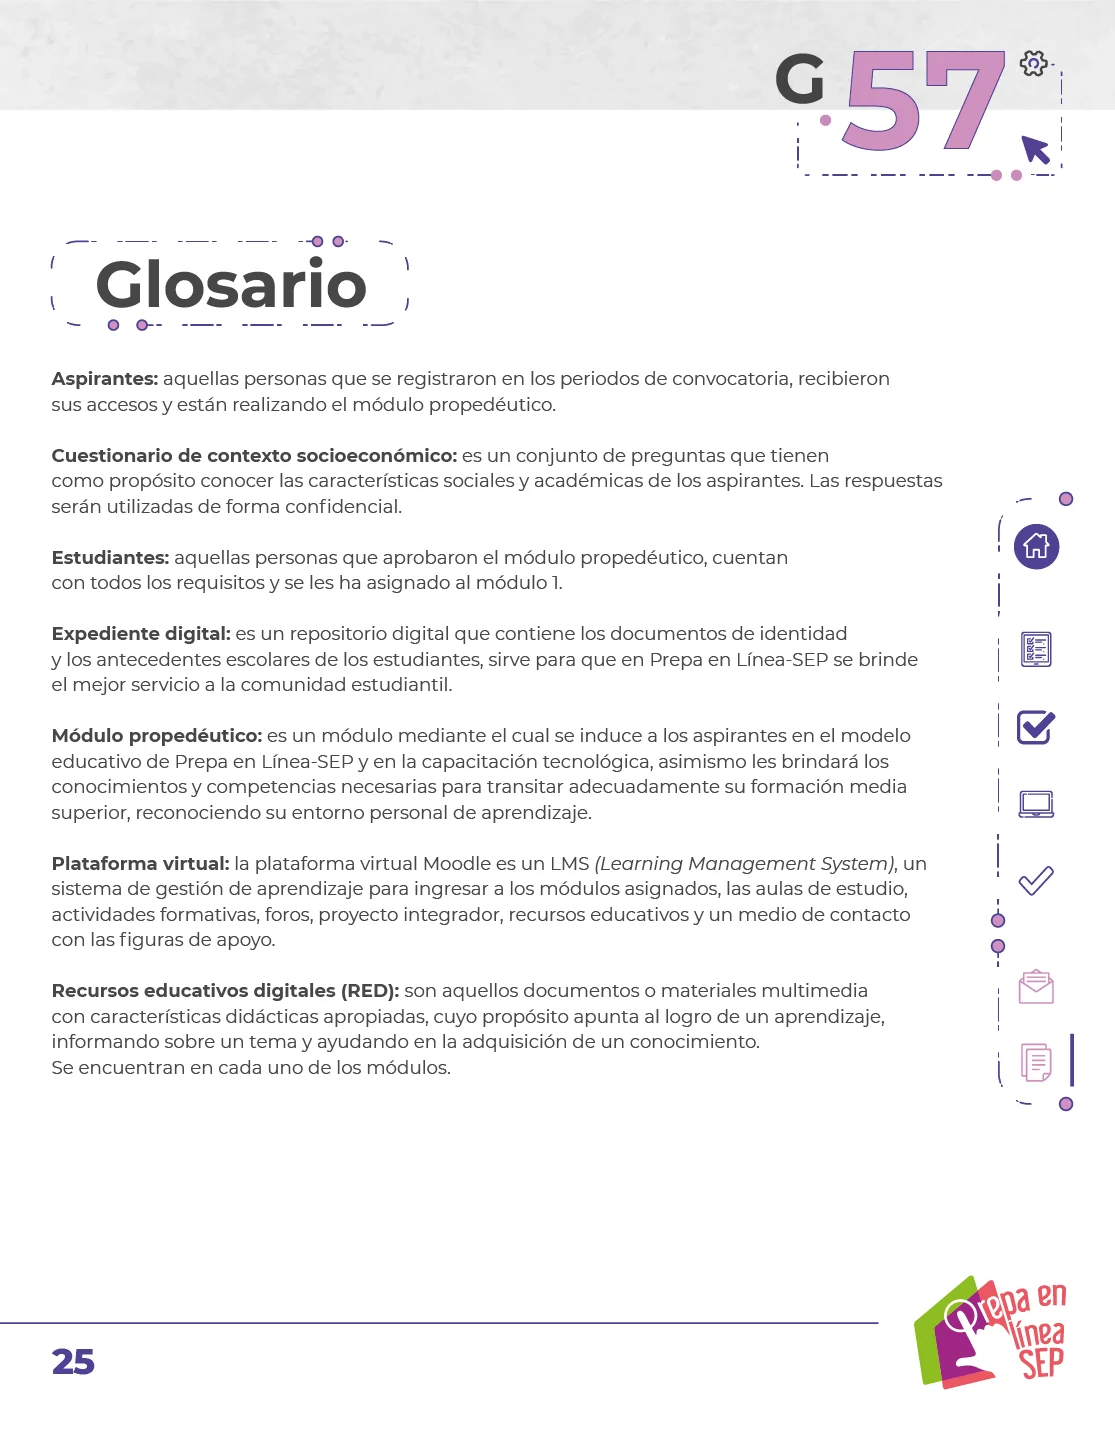 G 57
Glosario
Aspirantes: aquellas personas que se registraron en los periodos de convocatoria, recibieron
sus accesos y están realizando el módulo propedéutico.
Cuestionario de contexto socioeconómico: es un conjunto de preguntas que tienen
como propósito conocer las características sociales y académicas de los aspirantes. Las respuestas
serán utilizadas de forma confidencial.
Estudiantes: aquellas personas que aprobaron el módulo propedéutico, cuentan
con todos los requisitos y se les ha asignado al módulo 1.
Expediente digital: es un repositorio digital que contiene los documentos de identidad
y los antecedentes escolares de los estudiantes, sirve para que en Prepa en Línea-SEP se brinde
el mejor servicio a la comunidad estudiantil.
Módulo propedéutico: es un módulo mediante el cual se induce a los aspirantes en el modelo
educativo de Prepa en Línea-SEP y en la capacitación tecnológica, asimismo les brindará los
conocimientos y competencias necesarias para transitar adecuadamente su formación media
superior, reconociendo su entorno personal de aprendizaje.
Plataforma virtual: la plataforma virtual Moodle es un LMS (Learning Management System), un
sistema de gestión de aprendizaje para ingresar a los módulos asignados, las aulas de estudio,
actividades formativas, foros, proyecto integrador, recursos educativos y un medio de contacto
con las figuras de apoyo.
Recursos educativos digitales (RED): son aquellos documentos o materiales multimedia
con características didácticas apropiadas, cuyo propósito apunta al logro de un aprendizaje,
informando sobre un tema y ayudando en la adquisición de un conocimiento.
Se encuentran en cada uno de los módulos.
25
Prepa en
línea
SEP